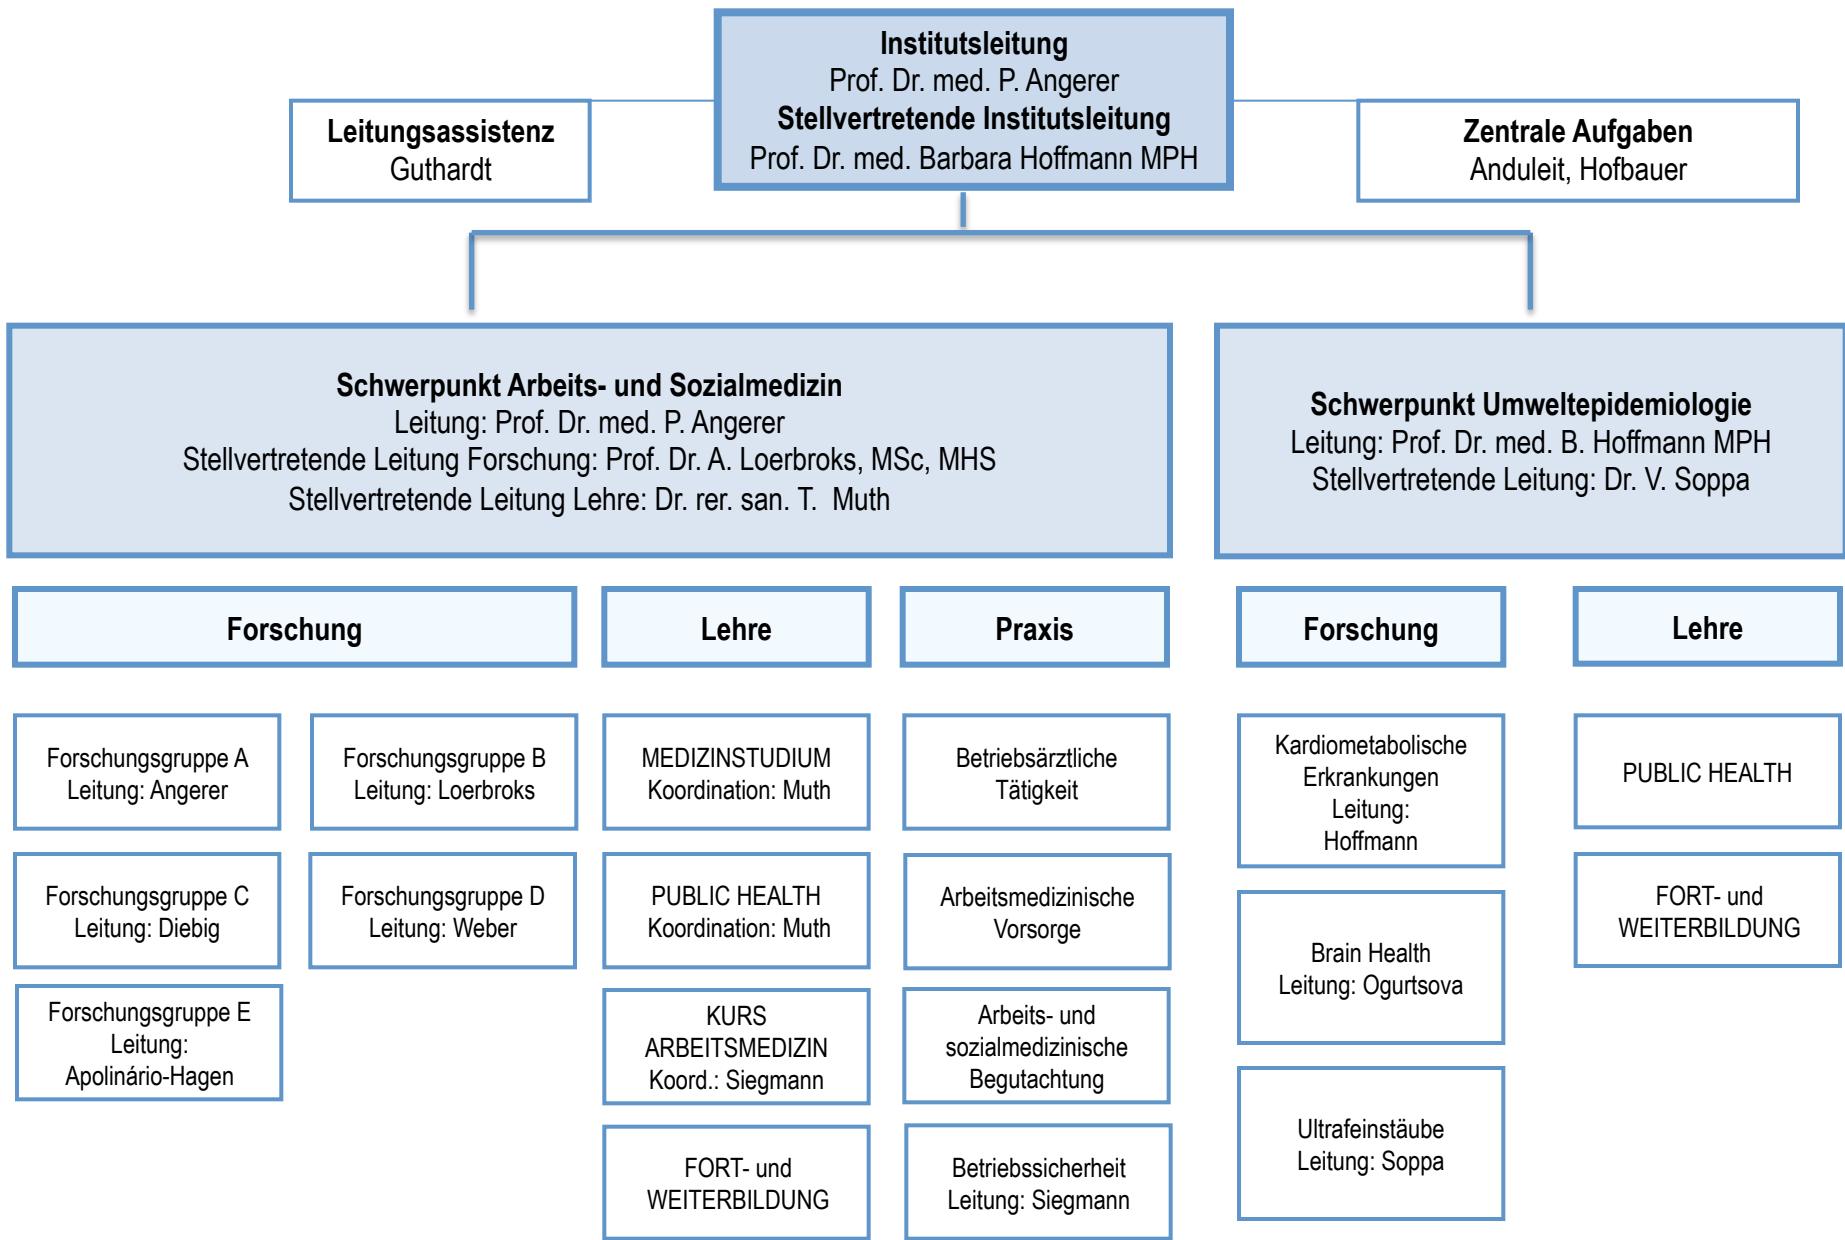 Institutsleitung
Prof. Dr. med. P. Angerer
Stellvertretende Institutsleitung
Prof. Dr. med. Barbara Hoffmann MPH
Leitungsassistenz
Guthardt
Zentrale Aufgaben
Anduleit, Hofbauer
Schwerpunkt Arbeits- und Sozialmedizin
Leitung: Prof. Dr. med. P. Angerer
Stellvertretende Leitung Forschung: Prof. Dr. A. Loerbroks, MSc, MHS
Stellvertretende Leitung Lehre: Dr. rer. san. T. Muth
Schwerpunkt Umweltepidemiologie
Leitung: Prof. Dr. med. B. Hoffmann MPH
Stellvertretende Leitung: Dr. V. Soppa
Forschung
Lehre
Praxis
Forschung
Lehre
Forschungsgruppe A
Leitung: Angerer
Forschungsgruppe B
Leitung: Loerbroks
Forschungsgruppe C
Leitung: Diebig
Forschungsgruppe D
Leitung: Weber
Forschungsgruppe E
Leitung:
Apolinário-Hagen
MEDIZINSTUDIUM
Koordination: Muth
PUBLIC HEALTH
Koordination: Muth
KURS
ARBEITSMEDIZIN
Koord.: Siegmann
FORT- und
WEITERBILDUNG
Betriebsärztliche
Tätigkeit
Arbeitsmedizinische
Vorsorge
Arbeits- und
sozialmedizinische
Begutachtung
Betriebssicherheit
Leitung: Siegmann
Kardiometabolische
Erkrankungen
Leitung:
Hoffmann
Brain Health
Leitung: Ogurtsova
Ultrafeinstäube
Leitung: Soppa
PUBLIC HEALTH
FORT- und
WEITERBILDUNG